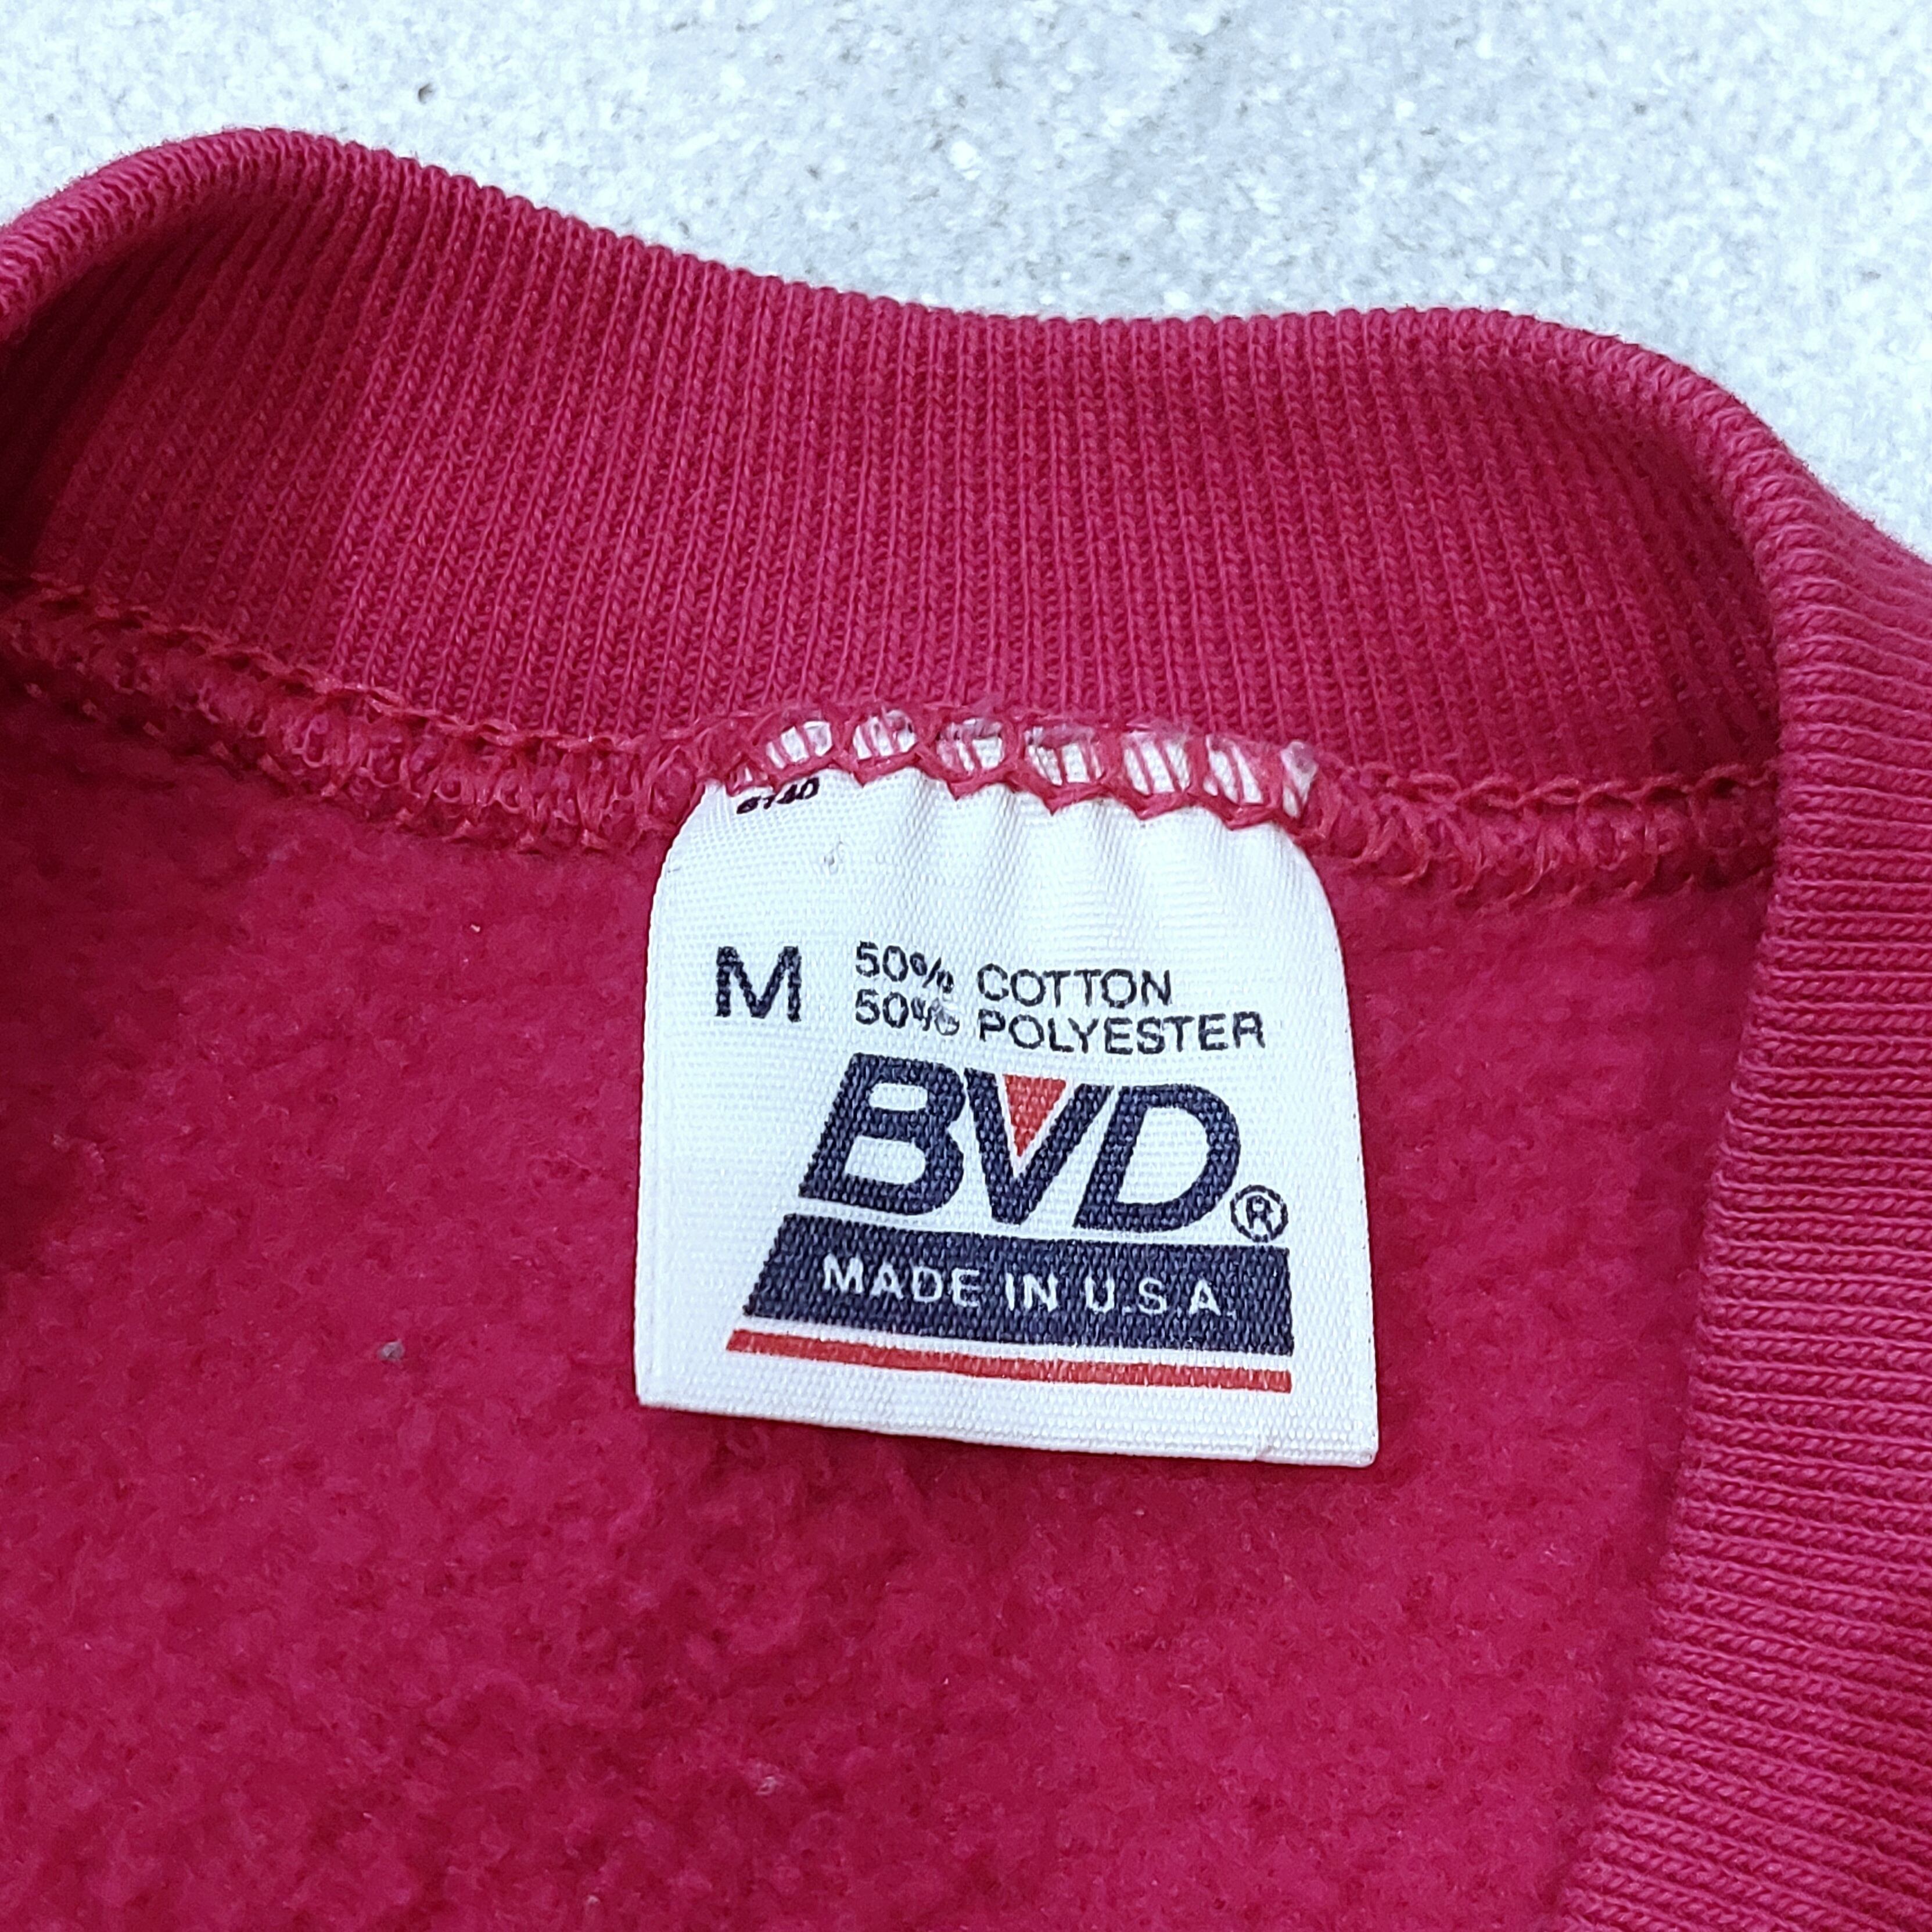 M 50% COTTON
50% POLYESTER
BVD®
MADE IN U.S.A.